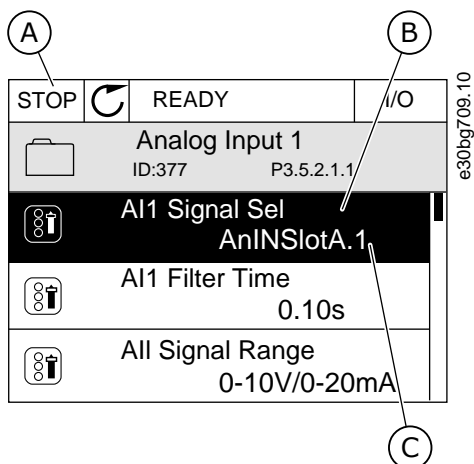 A
B
STOP READY I/O
Analog Input 1
ID:377 P3.5.2.1.1
AI1 Signal Sel
AnINSlotA.1
AI1 Filter Time
0.10s
AII Signal Range
0-10V/0-20mA
C
e30bg709.10